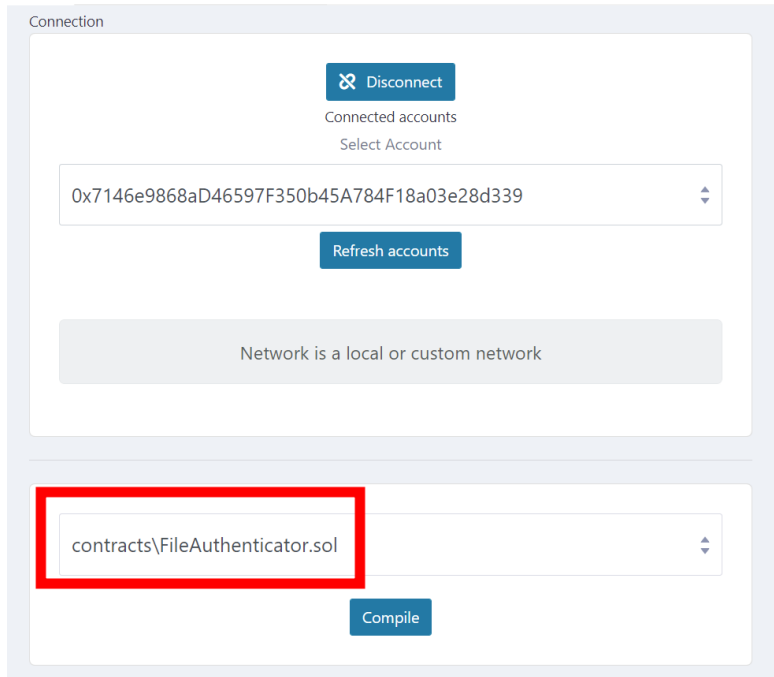 Connection
Disconnect
Connected accounts
Select Account
0x7146e9868aD46597F350b45A784F18a03e28d339
Refresh accounts
Network is a local or custom network
contracts\FileAuthenticator.sol
Compile